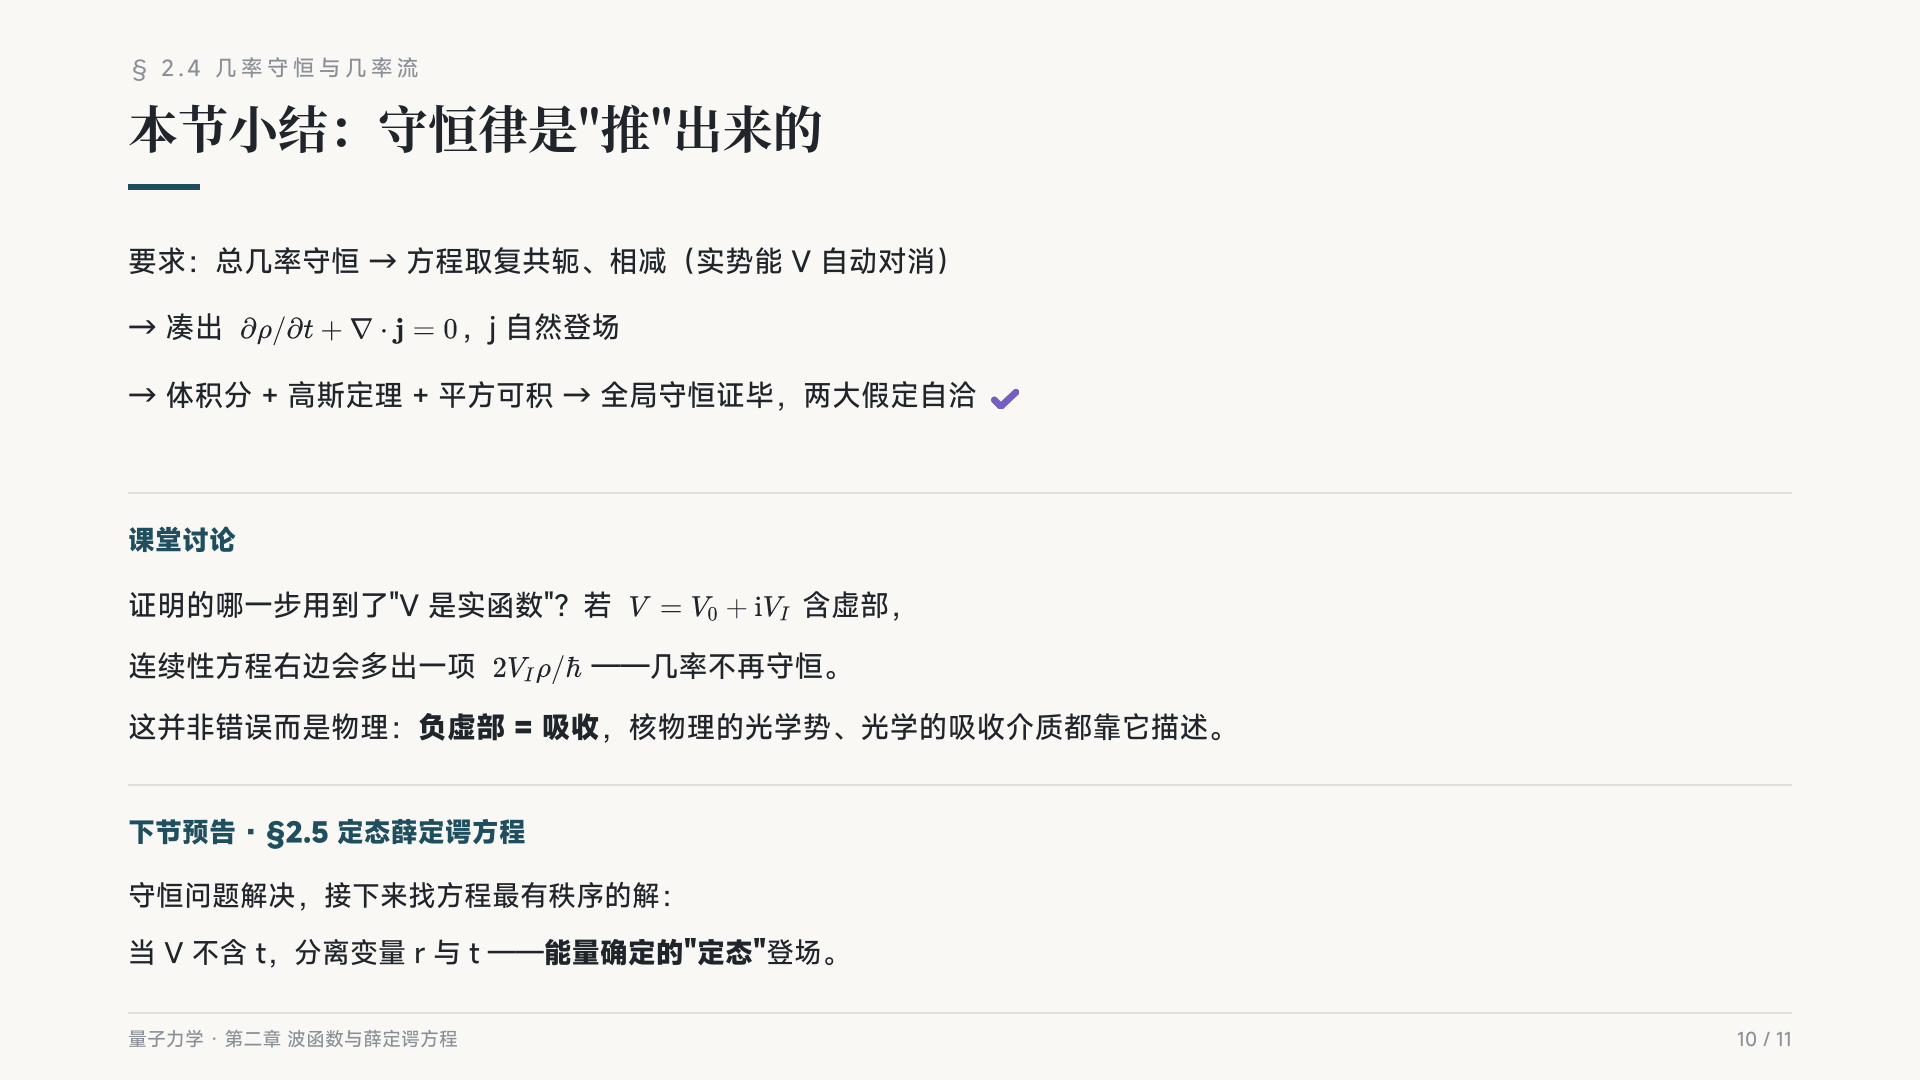 § 2.4 几率守恒与几率流
本节小结：守恒律是"推"出来的
要求：总几率守恒 → 方程取复共轭、相减（实势能 V 自动对消）
→ 凑出 ∂ρ/∂t + ∇ · j = 0，j 自然登场
→ 体积分 + 高斯定理 + 平方可积 → 全局守恒证毕，两大假定自洽 ✔
课堂讨论
证明的哪一步用到了"V 是实函数"？若 V = V₀ + iV_I 含虚部，
连续性方程右边会多出一项 2V_Iρ/ħ ——几率不再守恒。
这并非错误而是物理：负虚部 = 吸收，核物理的光学势、光学的吸收介质都靠它描述。
下节预告 · §2.5 定态薛定谔方程
守恒问题解决，接下来找方程最有秩序的解：
当 V 不含 t，分离变量 r 与 t ——能量确定的"定态"登场。
量子力学 · 第二章 波函数与薛定谔方程
10 / 11